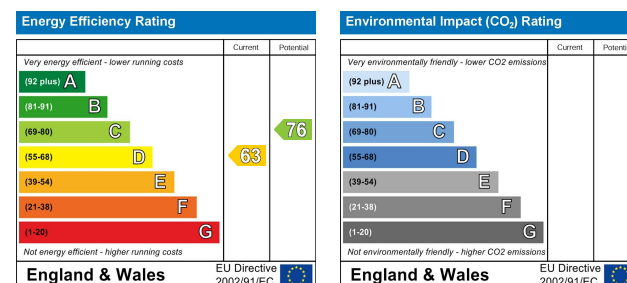 Energy Efficiency Rating
Current Potential
Very energy efficient - lower running costs
(92 plus) A
(81-91) B
(69-80) C
76
(55-68) D
63
(39-54) E
(21-38) F
(1-20) G
Not energy efficient - higher running costs
England & Wales
EU Directive
2002/91/EC
Environmental Impact (CO₂) Rating
Current Potenti
Very environmentally friendly - lower CO2 emissions
(92 plus) A
(81-91) B
(69-80) C
(55-68) D
(39-54) E
(21-38) F
(1-20) G
Not environmentally friendly - higher CO2 emissions
England & Wales
EU Directive
2002/91/EC